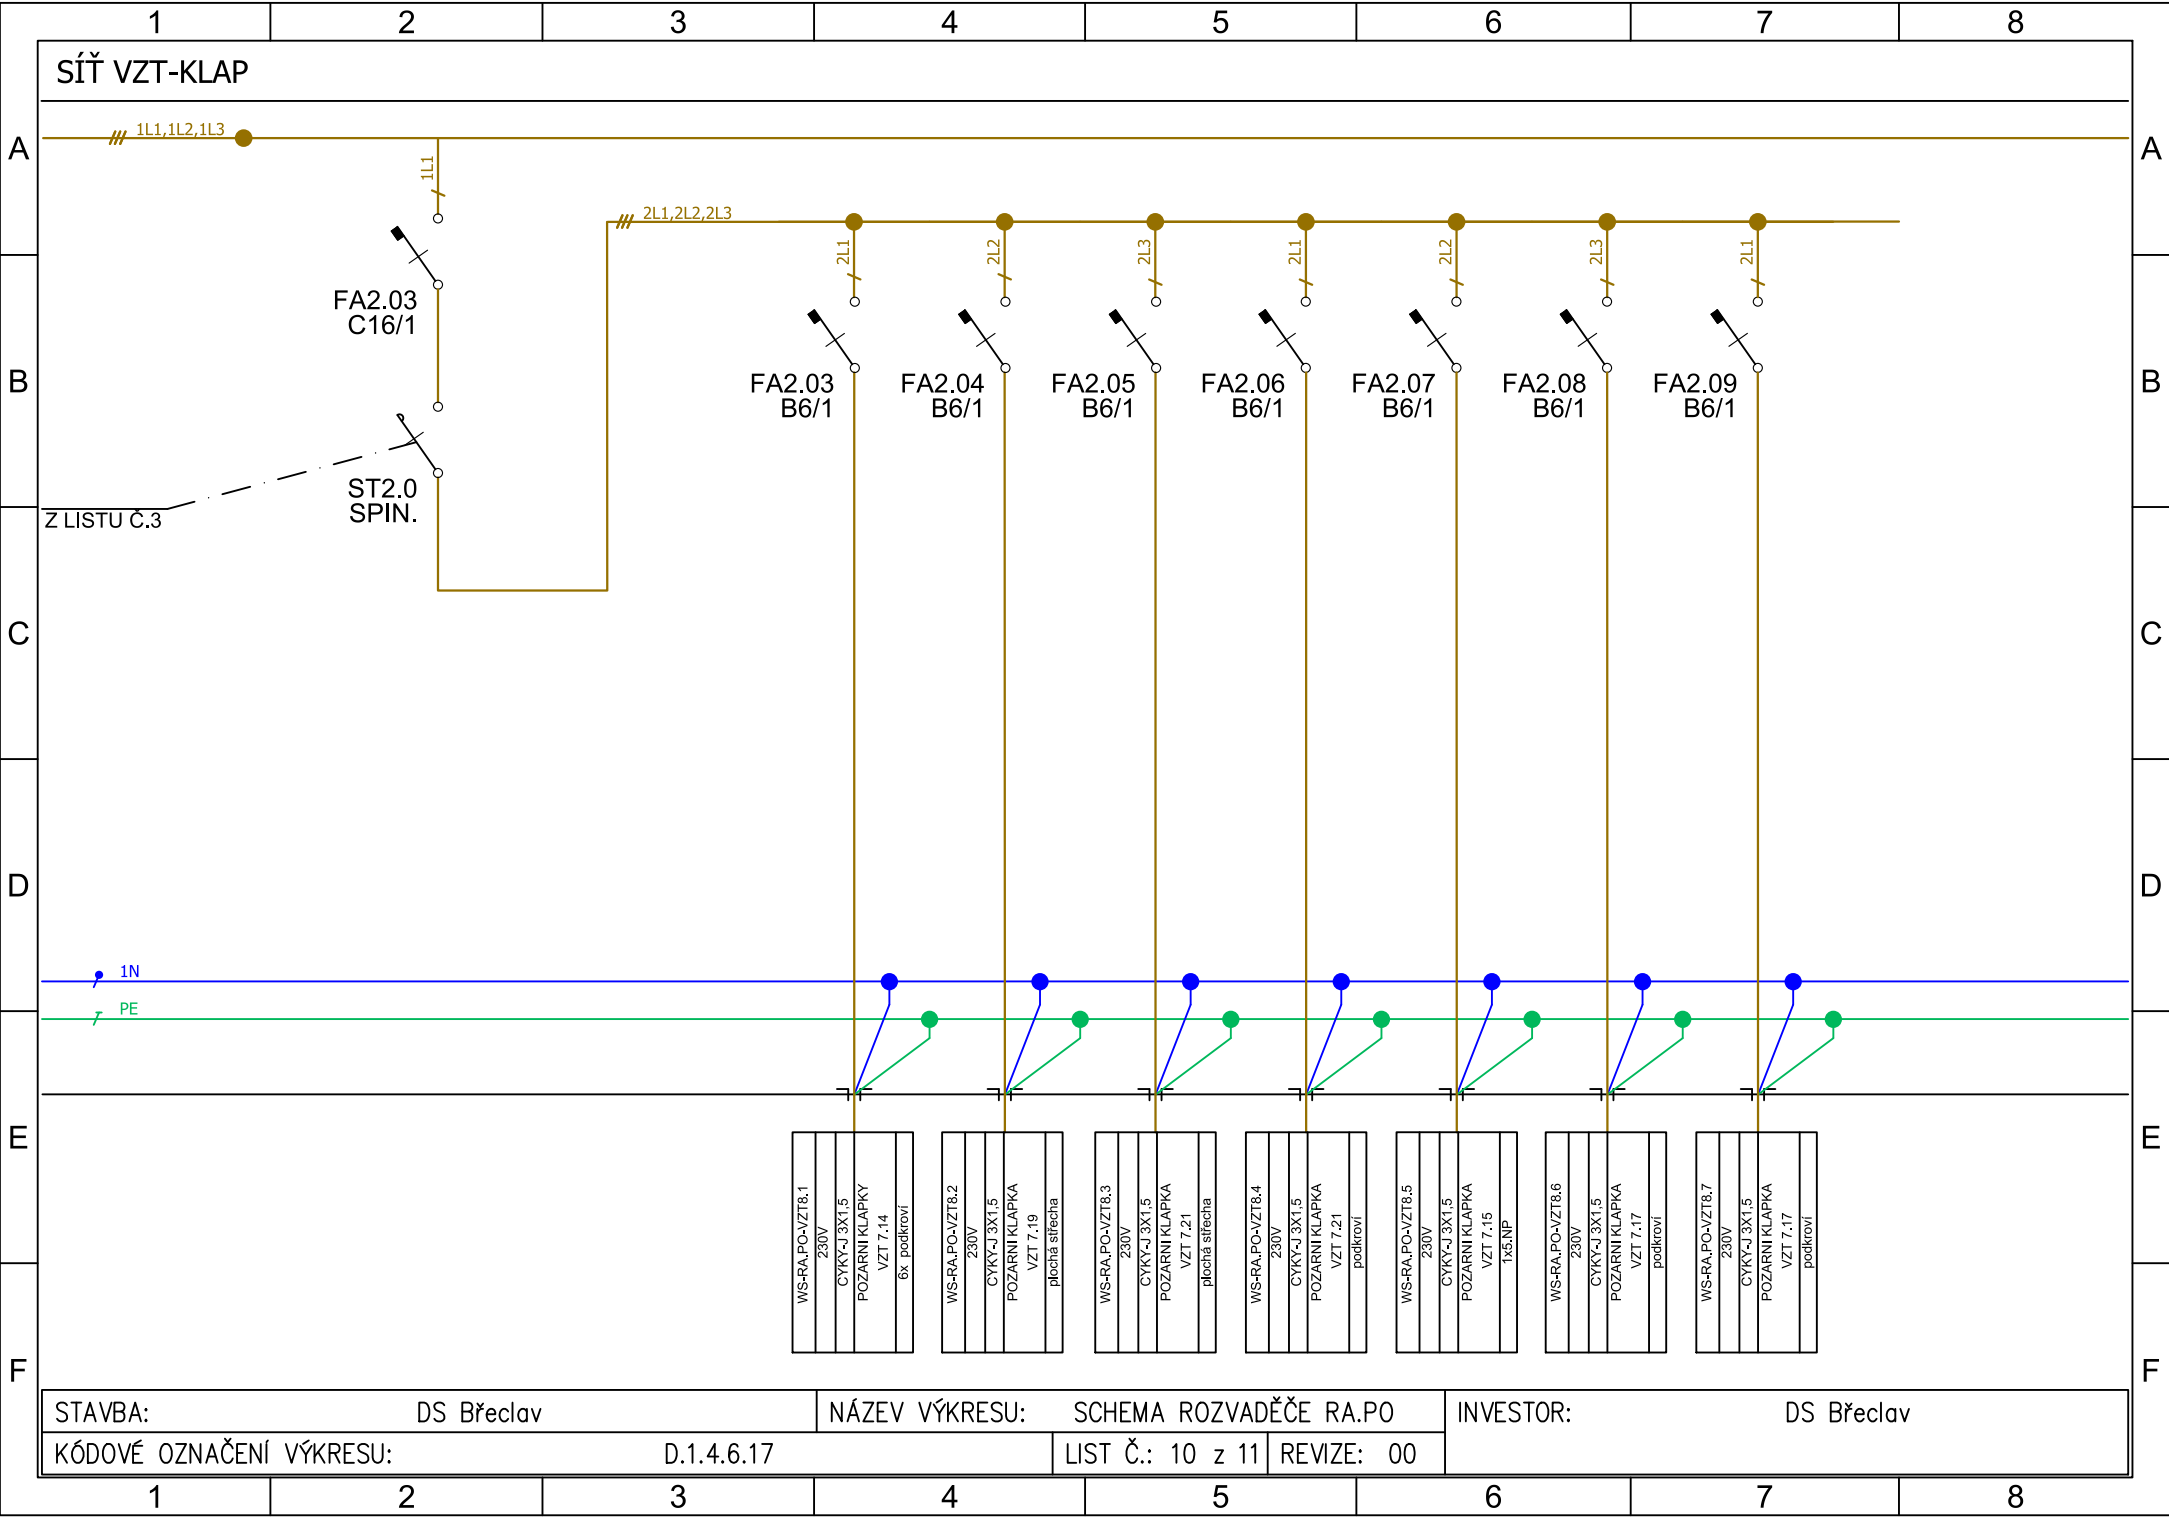 1 2 3 4 5 6 7 8
SÍŤ VZT-KLAP
A A
B B
C C
D D
E E
F F
1L1,1L2,1L3
1L1
2L1,2L2,2L3
2L1
2L2
2L3
2L1
2L2
2L3
2L1
FA2.03
C16/1
FA2.03
B6/1
FA2.04
B6/1
FA2.05
B6/1
FA2.06
B6/1
FA2.07
B6/1
FA2.08
B6/1
FA2.09
B6/1
ST2.0
SPIN.
Z LISTU Č.3
1N
PE
WS-RA.PO-VZT8.1
230V
CYKY-J 3X1,5
POZARNI KLAPKY
VZT 7.14
6x podkroví
WS-RA.PO-VZT8.2
230V
CYKY-J 3X1,5
POZARNI KLAPKA
VZT 7.19
plochá střecha
WS-RA.PO-VZT8.3
230V
CYKY-J 3X1,5
POZARNI KLAPKA
VZT 7.21
plochá střecha
WS-RA.PO-VZT8.4
230V
CYKY-J 3X1,5
POZARNI KLAPKA
VZT 7.21
podkroví
WS-RA.PO-VZT8.5
230V
CYKY-J 3X1,5
POZARNI KLAPKA
VZT 7.15
1x5.NP
WS-RA.PO-VZT8.6
230V
CYKY-J 3X1,5
POZARNI KLAPKA
VZT 7.17
podkroví
WS-RA.PO-VZT8.7
230V
CYKY-J 3X1,5
POZARNI KLAPKA
VZT 7.17
podkroví
STAVBA: DS Břeclav
NÁZEV VÝKRESU: SCHEMA ROZVADĚČE RA.PO
INVESTOR: DS Břeclav
KÓDOVÉ OZNAČENÍ VÝKRESU: D.1.4.6.17
LIST Č.: 10 z 11
REVIZE: 00
1 2 3 4 5 6 7 8